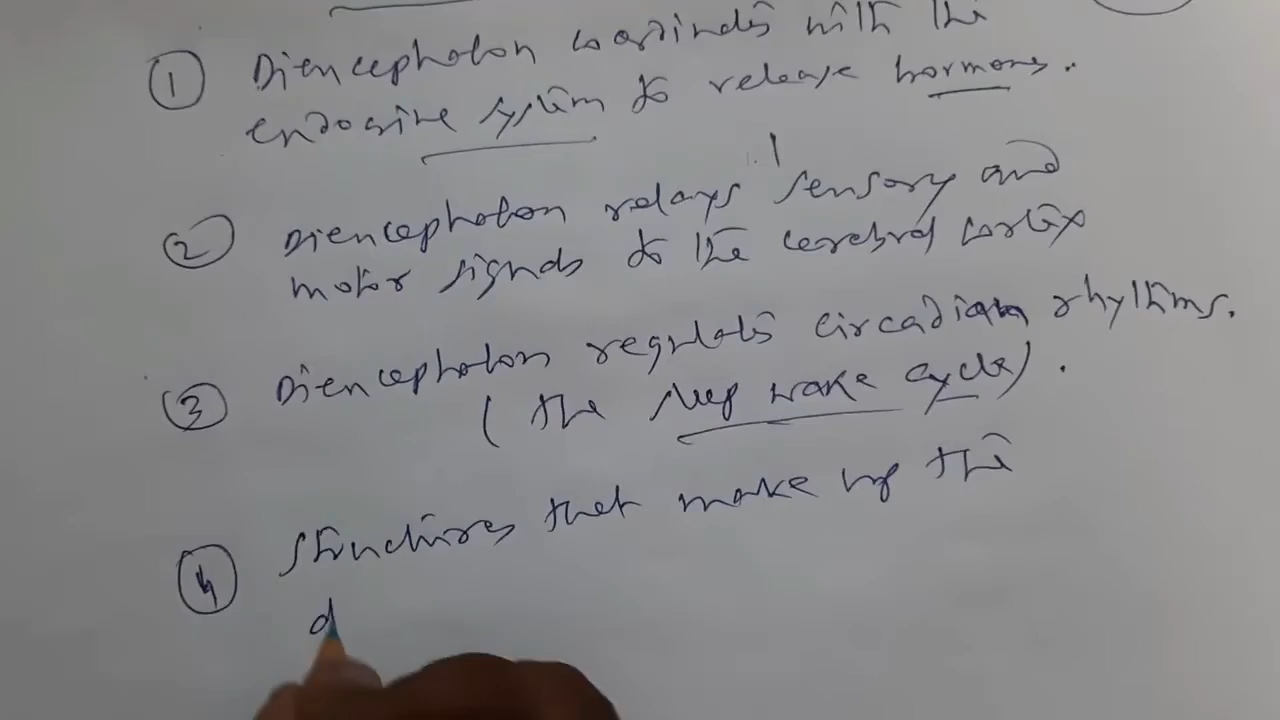 ① Diencephalon coordinates with the
endocrine system to release hormones.
② Diencephalon relays sensory and
motor signals to the cerebral cortex
③ Diencephalon regulates circadian rhythms.
(the sleep wake cycle).
④ structures that make up the
d